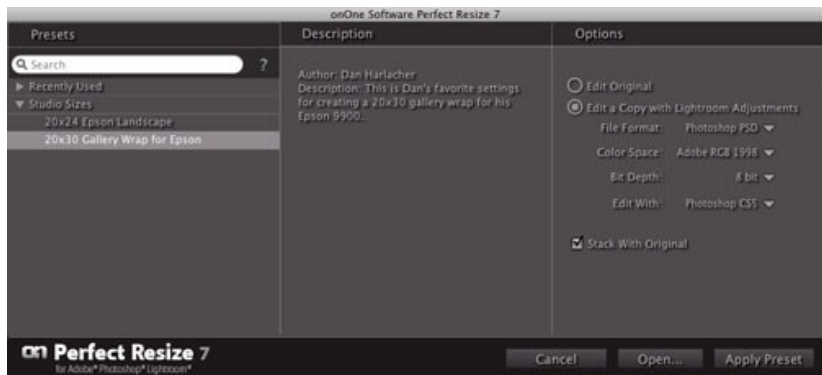 onOne Software Perfect Resize 7
Presets
Search
?
Recently Used
Studio Sizes
20x24 Epson Landscape
20x30 Gallery Wrap for Epson
Description
Author: Dan Harlacher
Description: This is Dan's favorite settings
for creating a 20x30 gallery wrap for his
Epson 9900.
Options
Edit Original
Edit a Copy with Lightroom Adjustments
File Format: Photoshop PSD
Color Space: Adobe RGB 1998
Bit Depth: 8 bit
Edit With: Photoshop CS5
Stack With Original
on Perfect Resize 7
for Adobe® Photoshop® Lightroom®
Cancel
Open...
Apply Preset